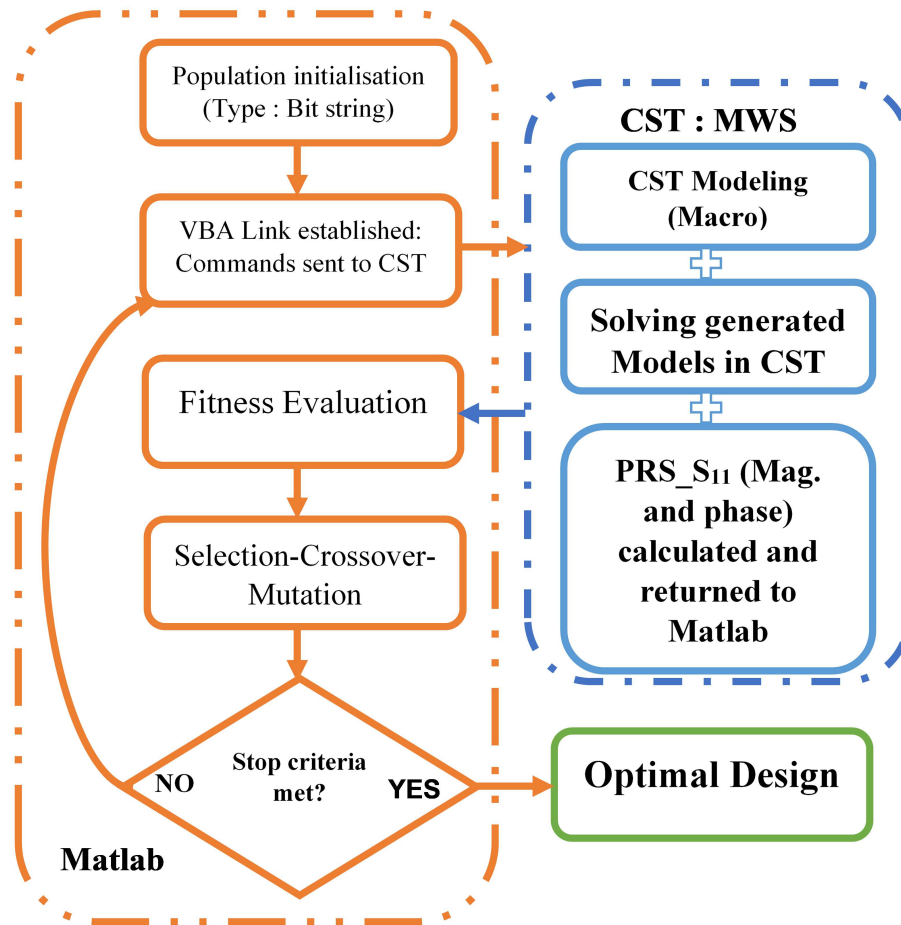 Population initialisation
(Type : Bit string)
VBA Link established:
Commands sent to CST
Fitness Evaluation
Selection-Crossover-
Mutation
Stop criteria
met?
NO
YES
Matlab
CST : MWS
CST Modeling
(Macro)
Solving generated
Models in CST
PRS_S₁₁ (Mag.
and phase)
calculated and
returned to
Matlab
Optimal Design